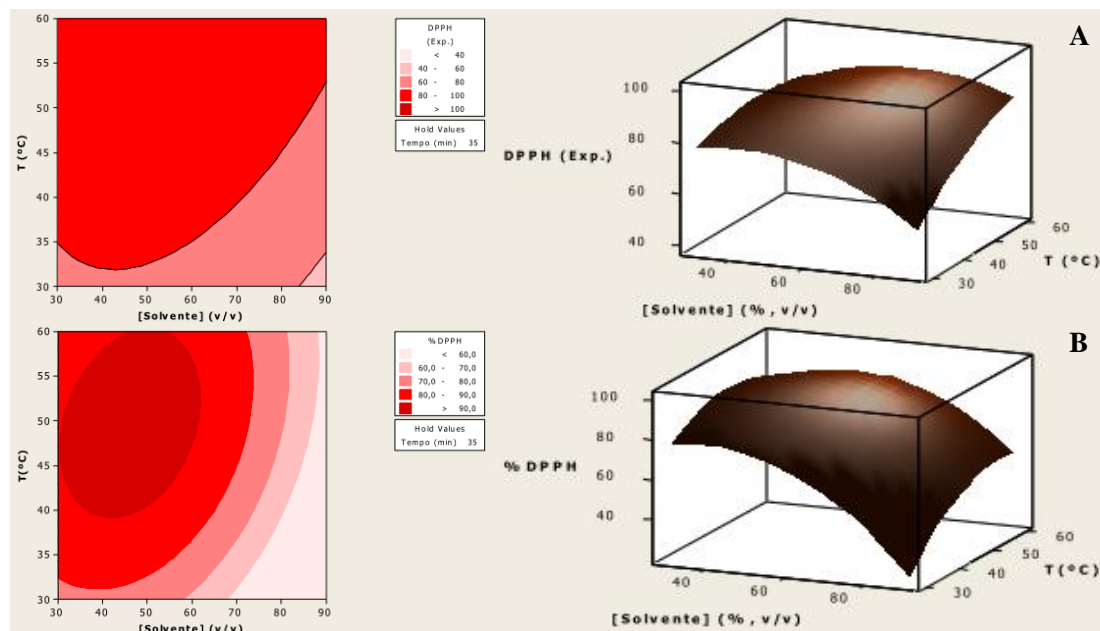 A
60
55
50
45
40
35
30
T (ºC)
30 40 50 60 70 80 90
[Solvente] (v/v)
DPPH
(Exp.)
< 40
40 - 60
60 - 80
80 - 100
> 100
Hold Values
Tempo (min) 35
DPPH (Exp.)
100
80
60
40
40
60
80
[Solvente] (%, v/v)
30
40
50
60
T (ºC)
B
60
55
50
45
40
35
30
T(ºC)
30 40 50 60 70 80 90
[Solvente] (v/v)
%DPPH
< 60,0
60,0 - 70,0
70,0 - 80,0
80,0 - 90,0
> 90,0
Hold Values
Tempo (min) 35
% DPPH
100
80
60
40
40
60
80
[Solvente] (%, v/v)
30
40
50
60
T(ºC)